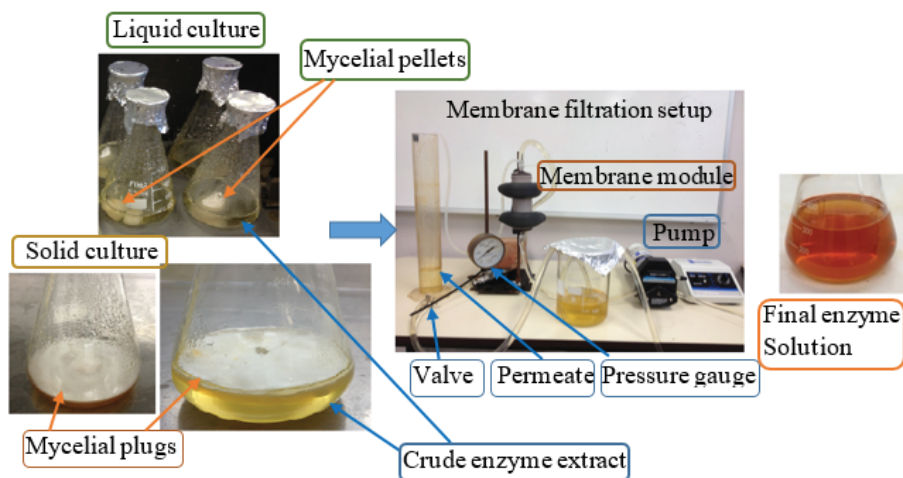 Liquid culture
Mycelial pellets
Membrane filtration setup
Membrane module
Pump
Solid culture
Final enzyme
Solution
Valve
Permeate
Pressure gauge
Mycelial plugs
Crude enzyme extract